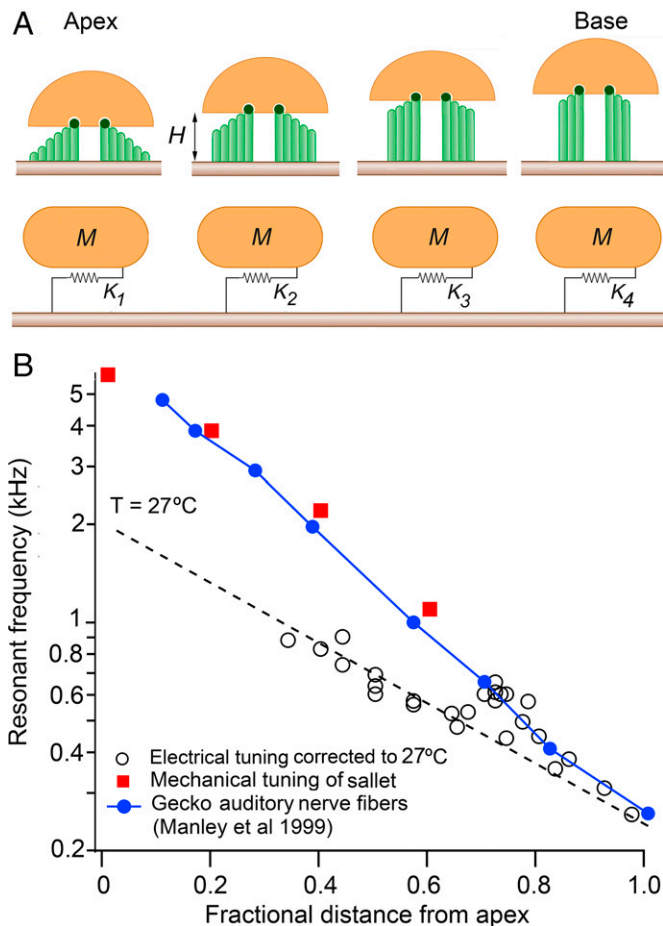 A
Apex
Base
H
M
M
M
M
K1
K2
K3
K4
B
Resonant frequency (kHz)
5
4
3
2
1
0.8
0.6
0.4
0.2
T = 27ºC
Electrical tuning corrected to 27ºC
Mechanical tuning of sallet
Gecko auditory nerve fibers
(Manley et al 1999)
0 0.2 0.4 0.6 0.8 1.0
Fractional distance from apex